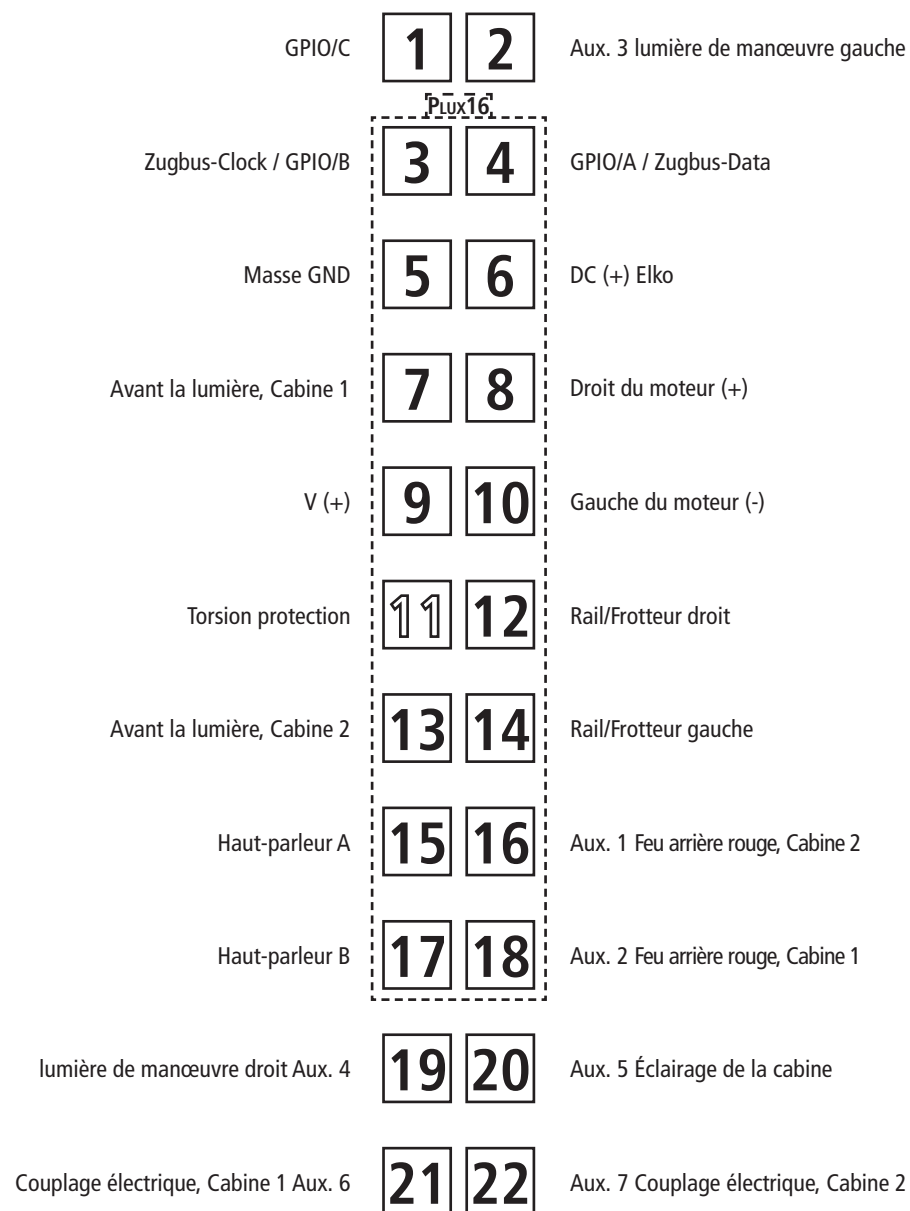 GPIO/C 1 2 Aux. 3 lumière de manœuvre gauche
PLUX16
Zugbus-Clock / GPIO/B 3 4 GPIO/A / Zugbus-Data
Masse GND 5 6 DC (+) Elko
Avant la lumière, Cabine 1 7 8 Droit du moteur (+)
V (+) 9 10 Gauche du moteur (-)
Torsion protection 11 12 Rail/Frotteur droit
Avant la lumière, Cabine 2 13 14 Rail/Frotteur gauche
Haut-parleur A 15 16 Aux. 1 Feu arrière rouge, Cabine 2
Haut-parleur B 17 18 Aux. 2 Feu arrière rouge, Cabine 1
lumière de manœuvre droit Aux. 4 19 20 Aux. 5 Éclairage de la cabine
Couplage électrique, Cabine 1 Aux. 6 21 22 Aux. 7 Couplage électrique, Cabine 2